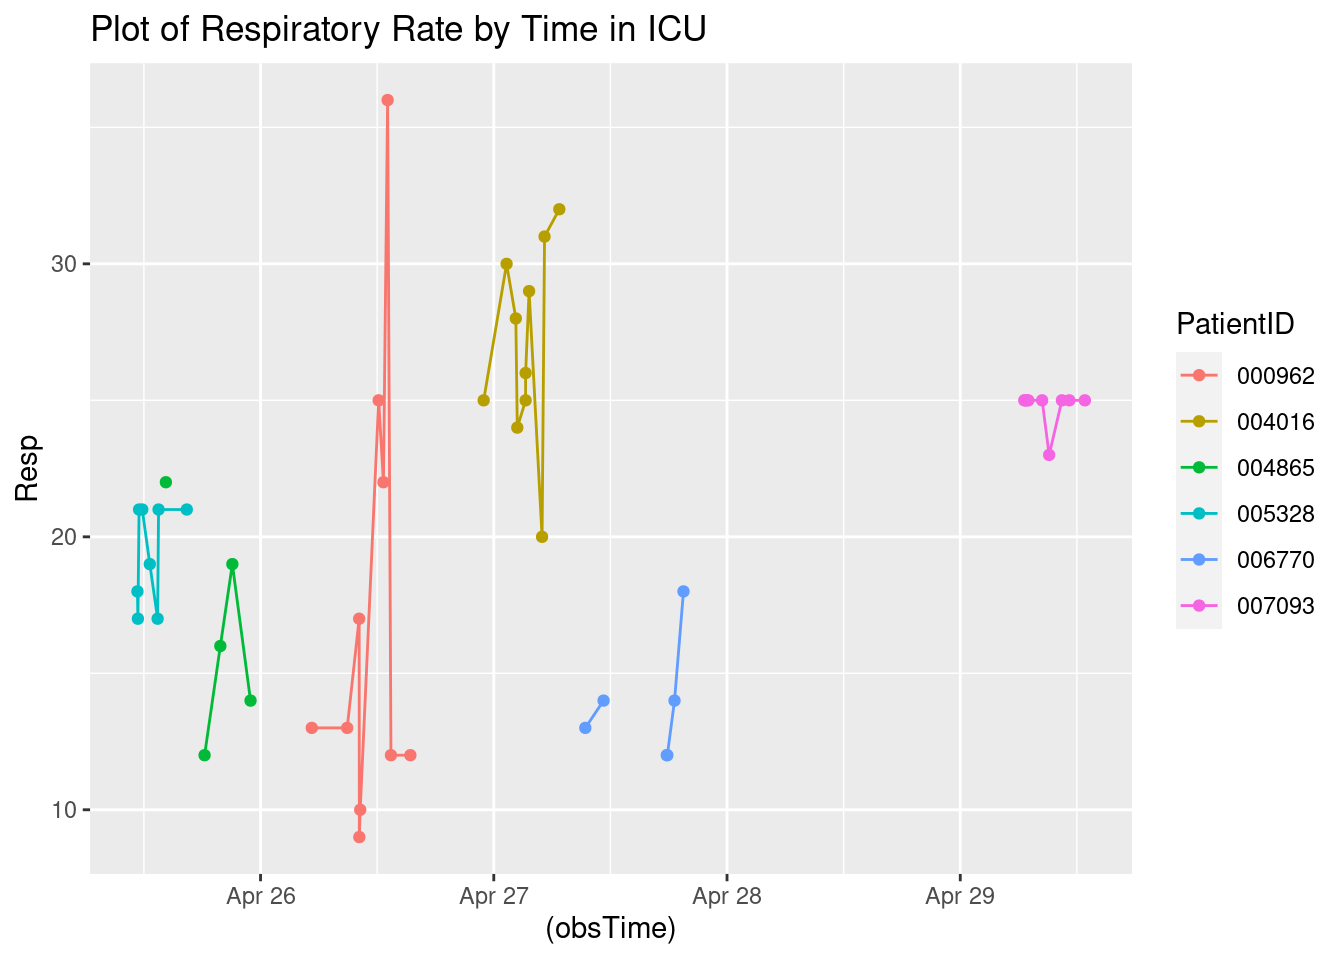 Plot of Respiratory Rate by Time in ICU
Resp
30
20
10
Apr 26
Apr 27
Apr 28
Apr 29
(obsTime)
PatientID
000962
004016
004865
005328
006770
007093